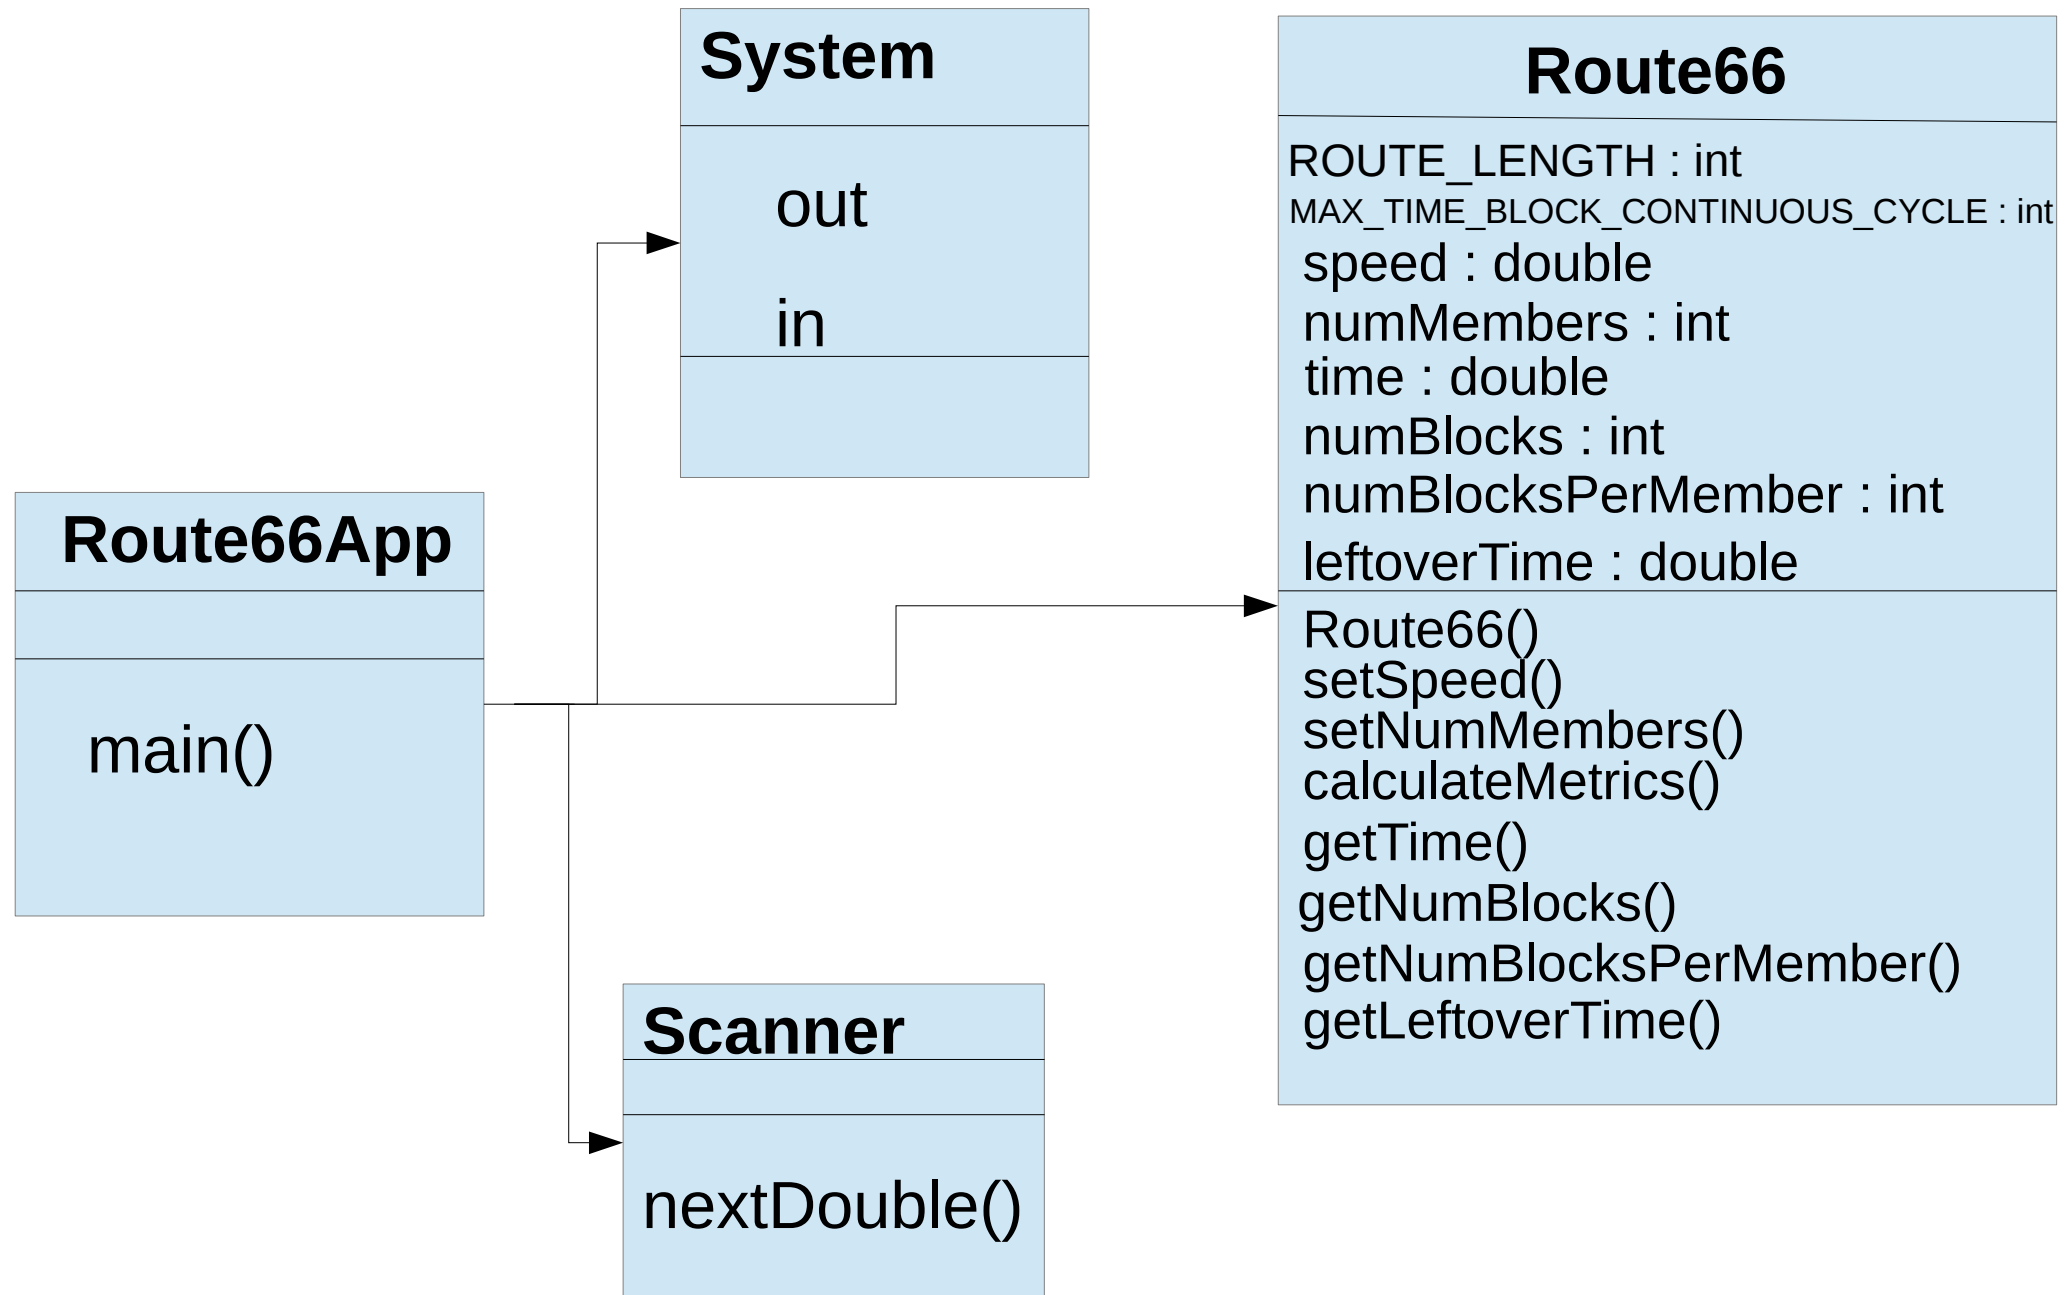 System
out
in
Route66
ROUTE_LENGTH : int
MAX_TIME_BLOCK_CONTINUOUS_CYCLE : int
speed : double
numMembers : int
time : double
numBlocks : int
numBlocksPerMember : int
leftoverTime : double
Route66()
setSpeed()
setNumMembers()
calculateMetrics()
getTime()
getNumBlocks()
getNumBlocksPerMember()
getLeftoverTime()
Route66App
main()
Scanner
nextDouble()